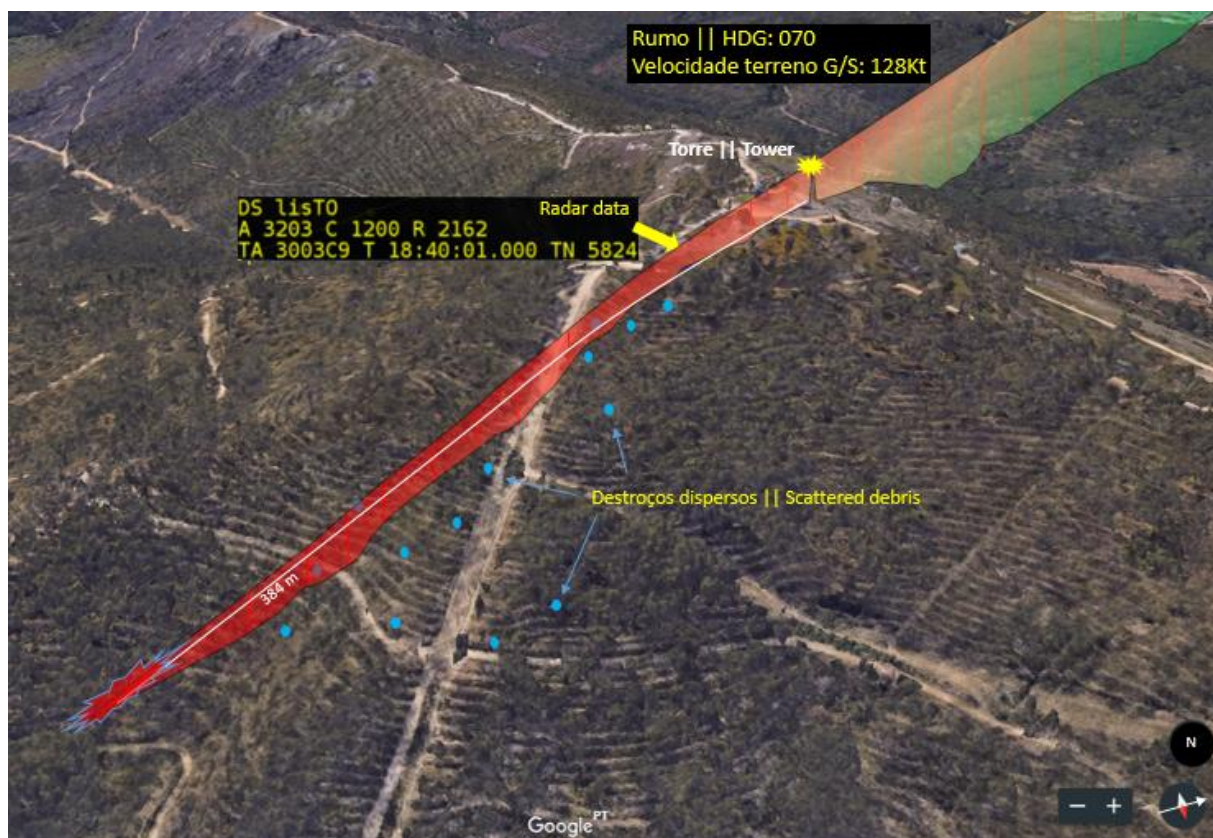 Rumo || HDG: 070
Velocidade terreno G/S: 128Kt
Torre || Tower
DS lisTO
Radar data
A 3203 C 1200 R 2162
TA 3003C9 T 18:40:01.000 TN 5824
Destroços dispersos || Scattered debris
384 m
N
− +
Google PT